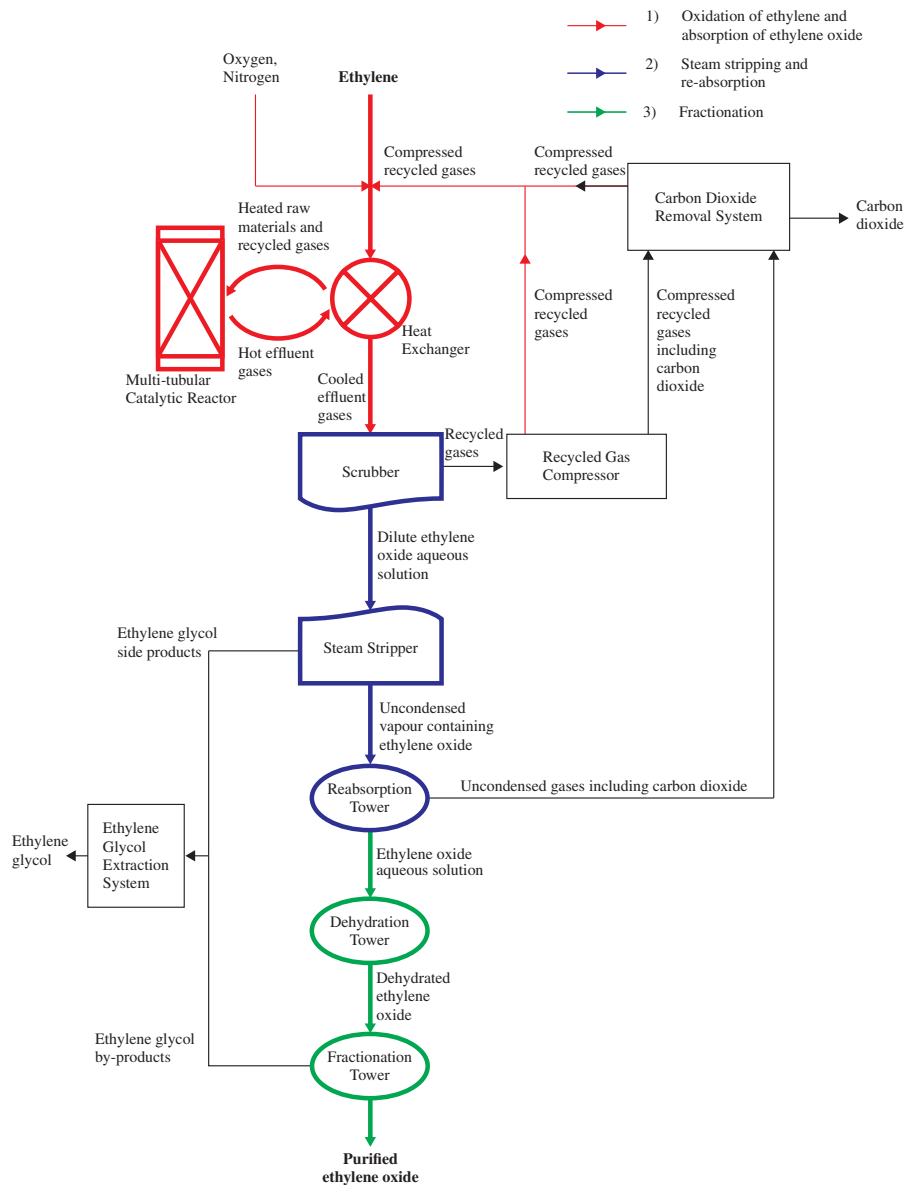 1) Oxidation of ethylene and
absorption of ethylene oxide
2) Steam stripping and
re-absorption
3) Fractionation
Oxygen,
Nitrogen
Ethylene
Compressed
recycled gases
Compressed
recycled gases
Carbon Dioxide
Removal System
Carbon
dioxide
Heated raw
materials and
recycled gases
Heat
Exchanger
Hot effluent
gases
Multi-tubular
Catalytic Reactor
Compressed
recycled
gases
Compressed
recycled
gases
including
carbon
dioxide
Cooled
effluent
gases
Scrubber
Recycled
gases
Recycled Gas
Compressor
Dilute ethylene
oxide aqueous
solution
Ethylene glycol
side products
Steam Stripper
Uncondensed
vapour containing
ethylene oxide
Reabsorption
Tower
Uncondensed gases including carbon dioxide
Ethylene
glycol
Ethylene
Glycol
Extraction
System
Ethylene oxide
aqueous solution
Dehydration
Tower
Dehydrated
ethylene
oxide
Ethylene glycol
by-products
Fractionation
Tower
Purified
ethylene oxide